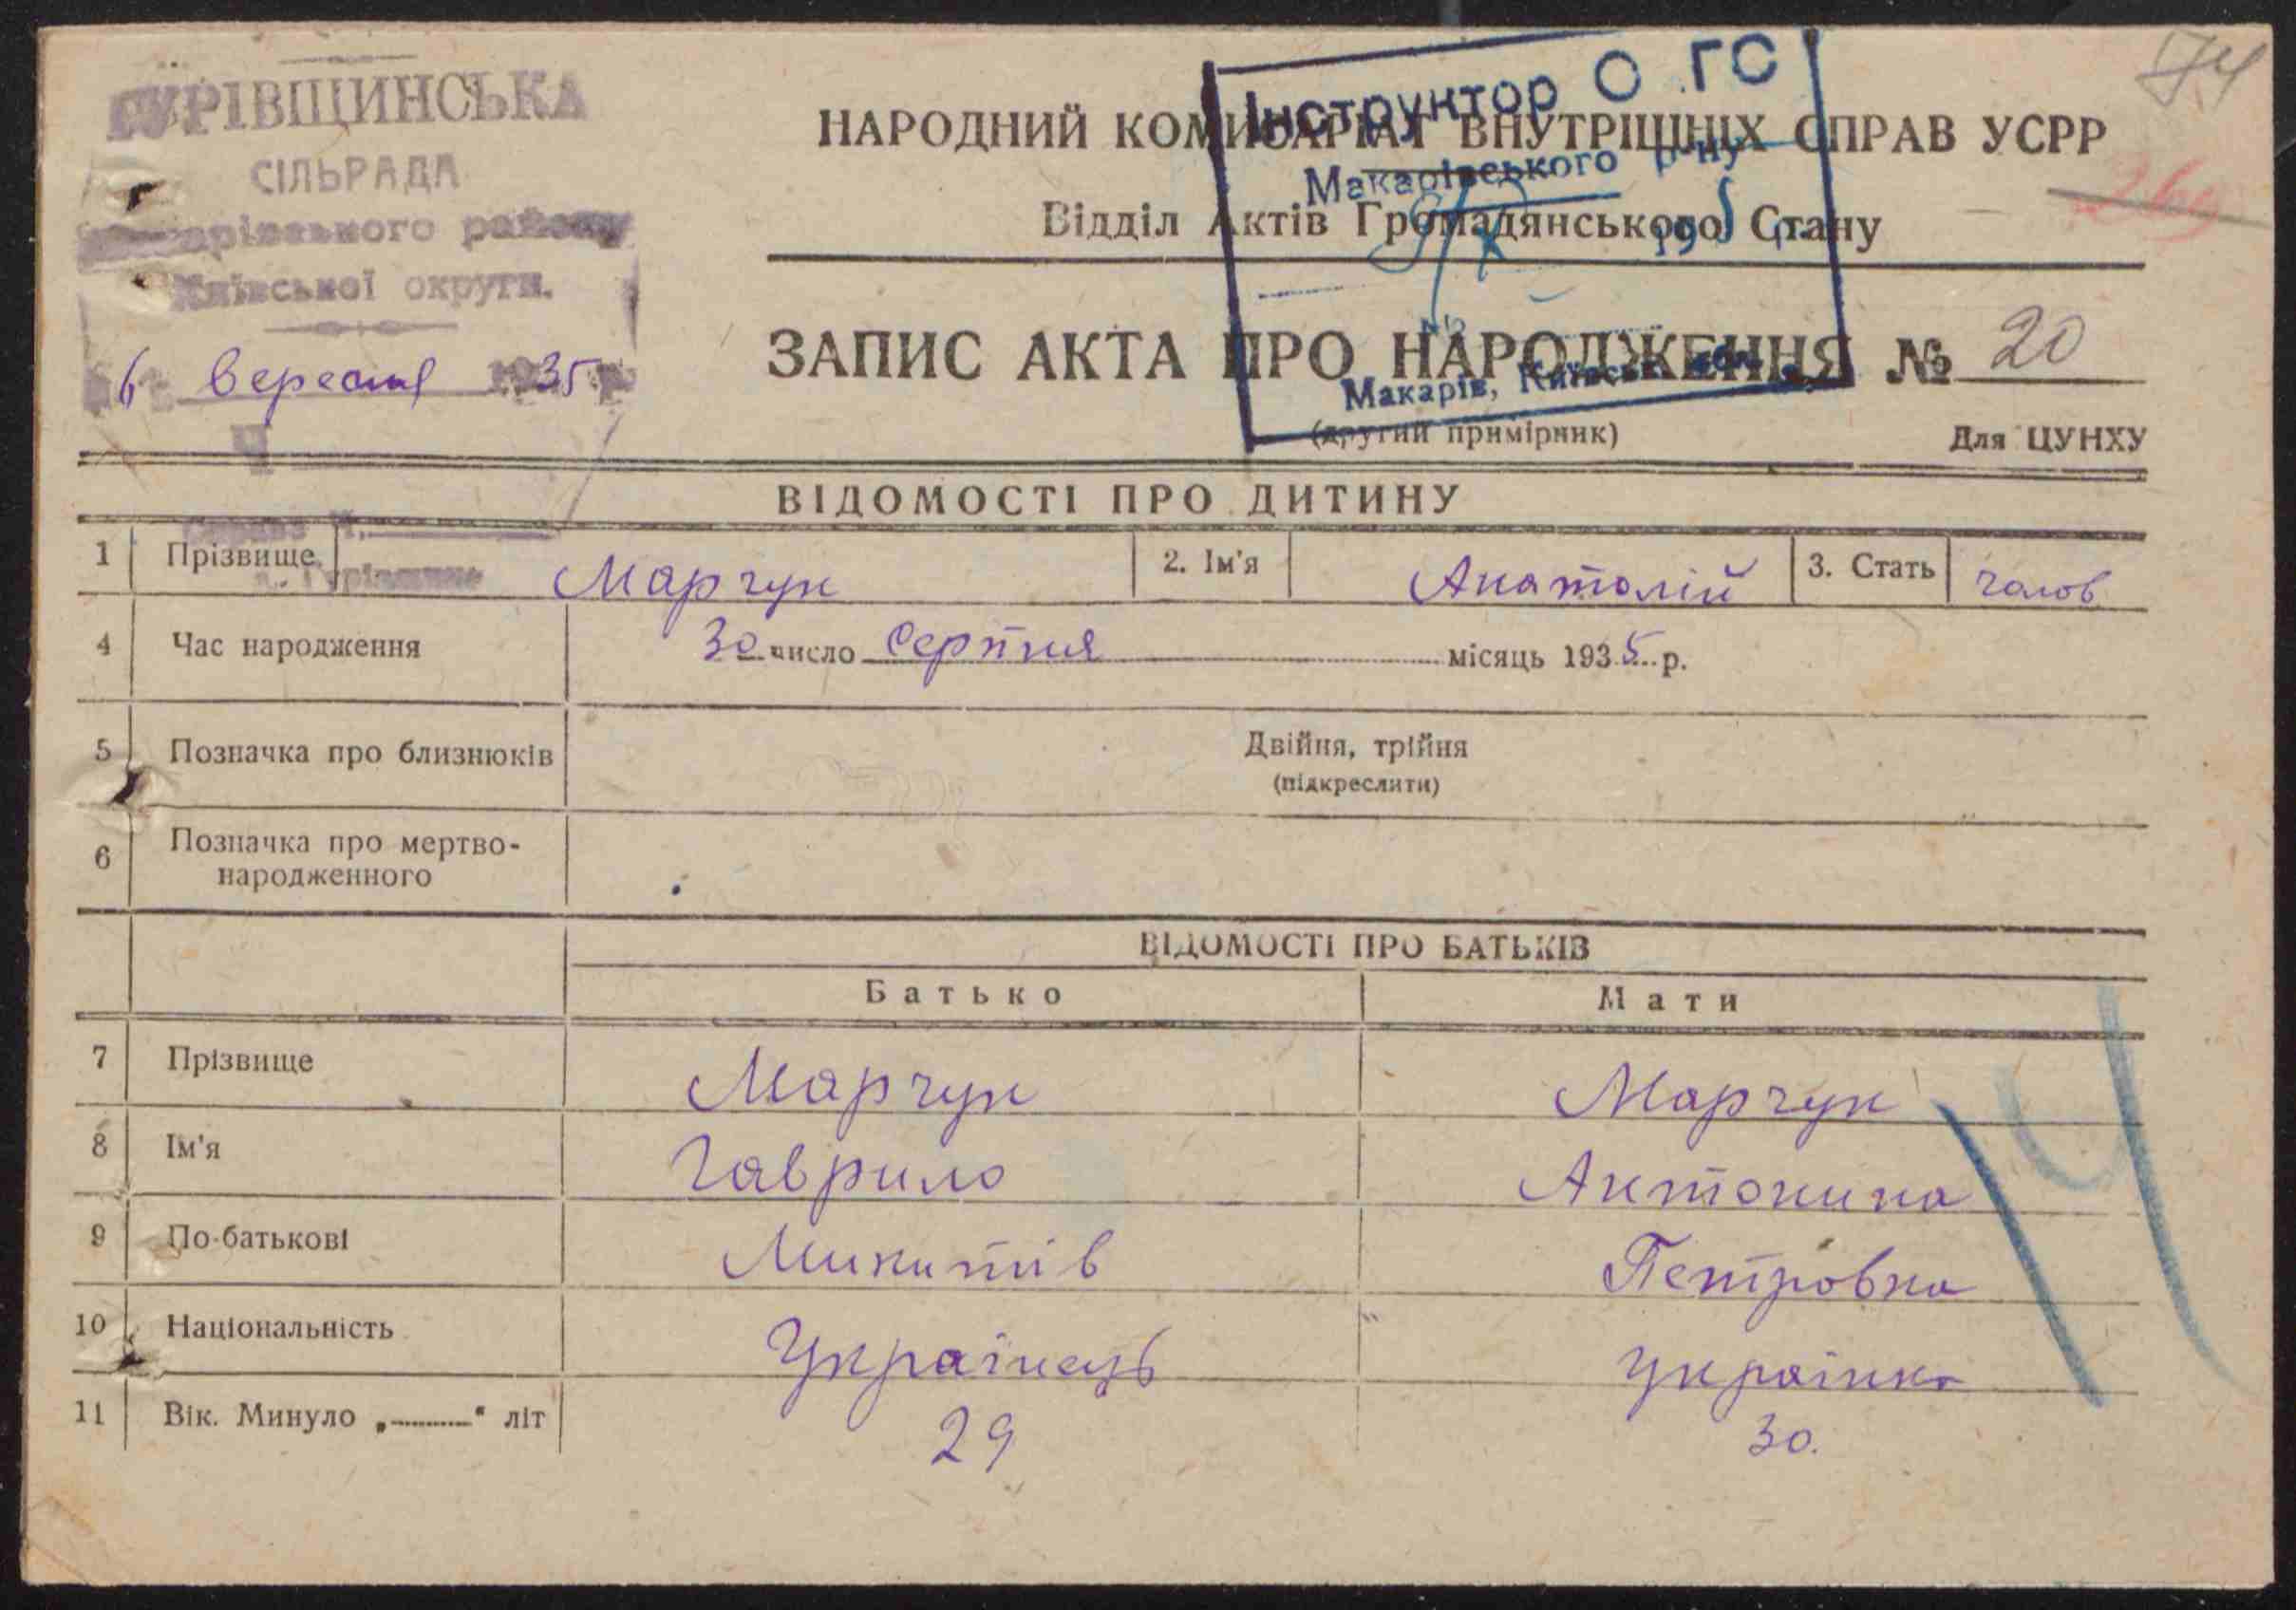 ГУРІВЩИНСЬКА
СІЛЬРАДА
Макарівського району
Київської округи.
6 вересня 1935 р.
Ч
74
269
НАРОДНИЙ КОМІСАРІАТ ВНУТРІШНІХ СПРАВ УСРР
Відділ Актів Громадянського Стану
Інструктор О ГС
Макарівського р-ну
ЗАПИС АКТА ПРО НАРОДЖЕННЯ № 20
Макарів, Київськ.
(другий примірник)
Для ЦУНХУ
ВІДОМОСТІ ПРО ДИТИНУ
1 Прізвище Марчук 2. Ім'я Анатолій 3. Стать чолов
4 Час народження 30 число Серпня місяць 1935 р.
5 Позначка про близнюків Двійня, трійня
(підкреслити)
6 Позначка про мертво-
народженного
ВІДОМОСТІ ПРО БАТЬКІВ
Батько Мати
7 Прізвище Марчук Марчук
8 Ім'я Гаврило Антонина
9 По-батькові Микитів Петровна
10 Національність Українець Українка
11 Вік. Минуло „ “ літ 29 30.